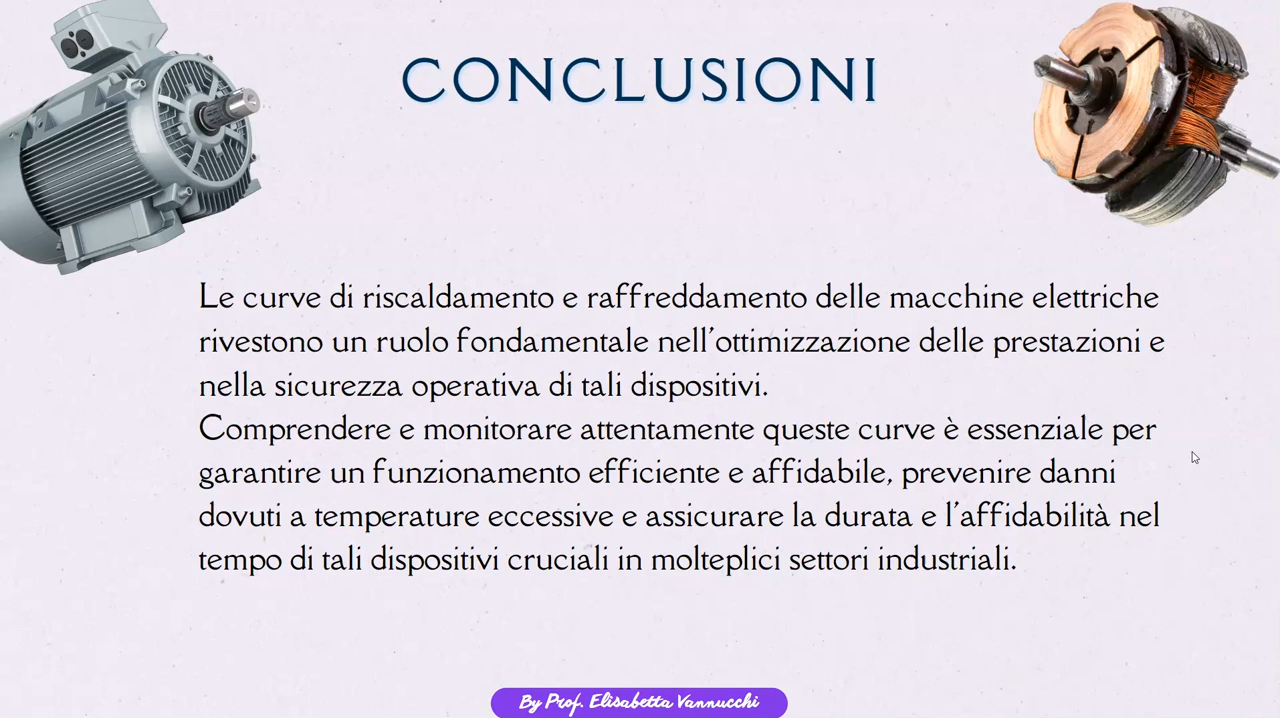 CONCLUSIONI
Le curve di riscaldamento e raffreddamento delle macchine elettriche
rivestono un ruolo fondamentale nell'ottimizzazione delle prestazioni e
nella sicurezza operativa di tali dispositivi.
Comprendere e monitorare attentamente queste curve è essenziale per
garantire un funzionamento efficiente e affidabile, prevenire danni
dovuti a temperature eccessive e assicurare la durata e l'affidabilità nel
tempo di tali dispositivi cruciali in molteplici settori industriali.
By Prof. Elisabetta Vannucchi